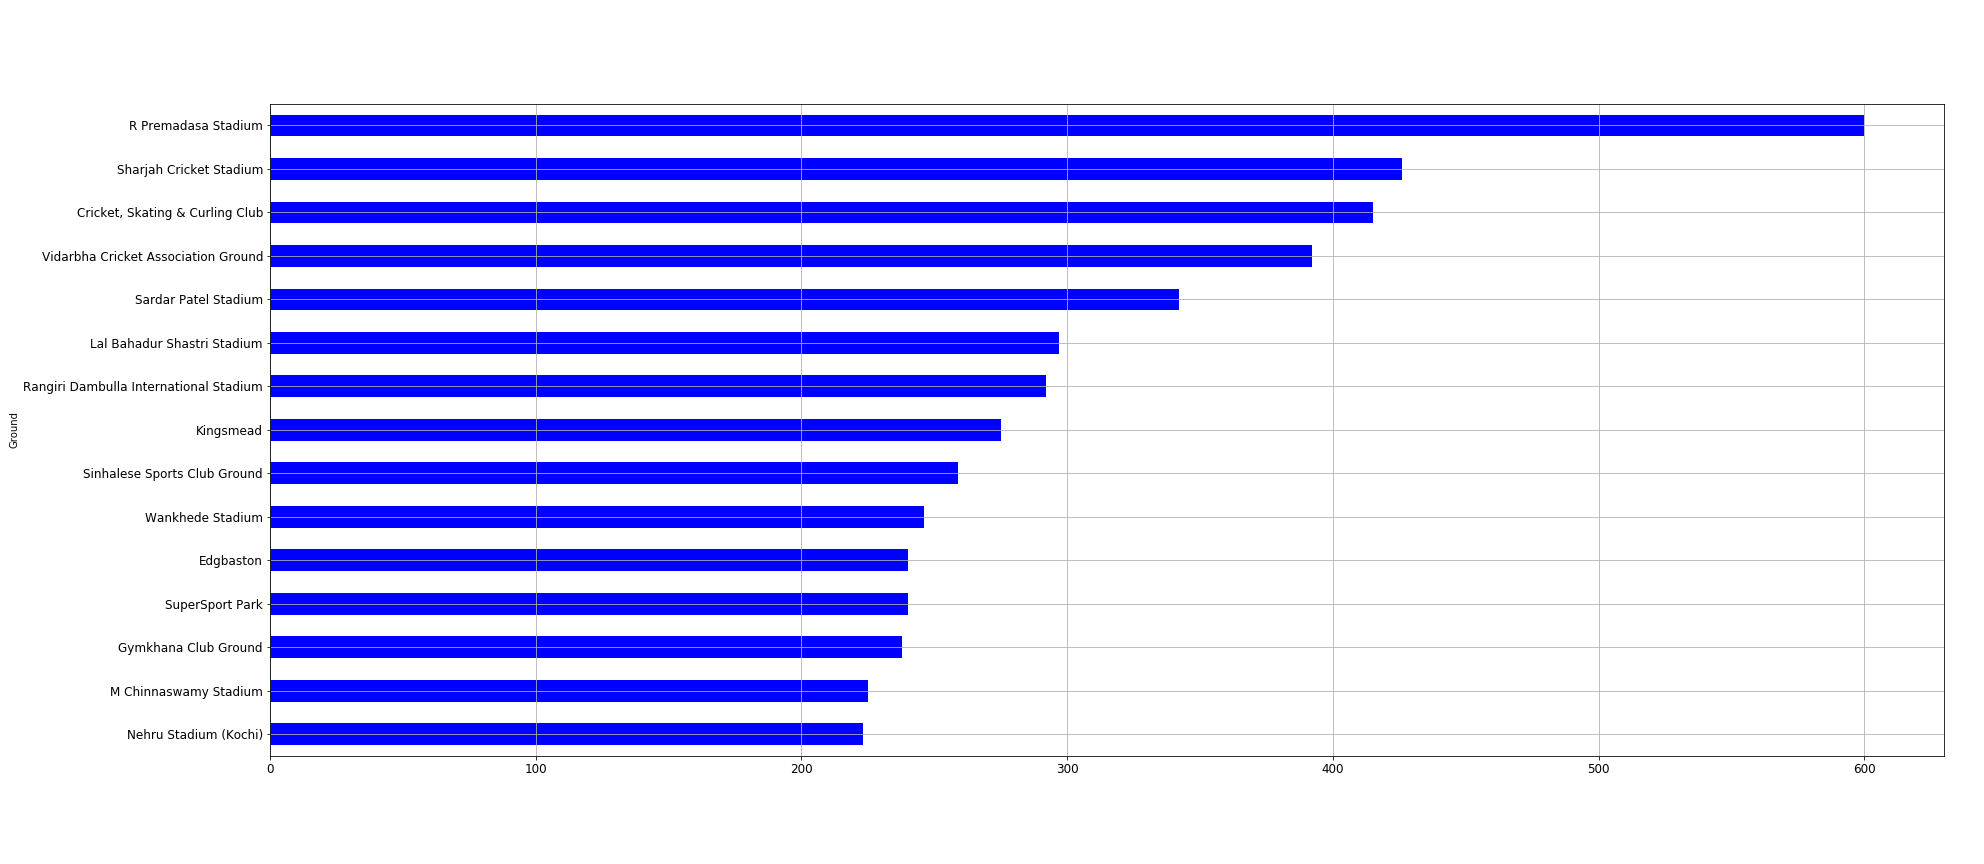 R Premadasa Stadium
Sharjah Cricket Stadium
Cricket, Skating & Curling Club
Vidarbha Cricket Association Ground
Sardar Patel Stadium
Lal Bahadur Shastri Stadium
Rangiri Dambulla International Stadium
Kingsmead
Sinhalese Sports Club Ground
Wankhede Stadium
Edgbaston
SuperSport Park
Gymkhana Club Ground
M Chinnaswamy Stadium
Nehru Stadium (Kochi)
Ground
0 100 200 300 400 500 600